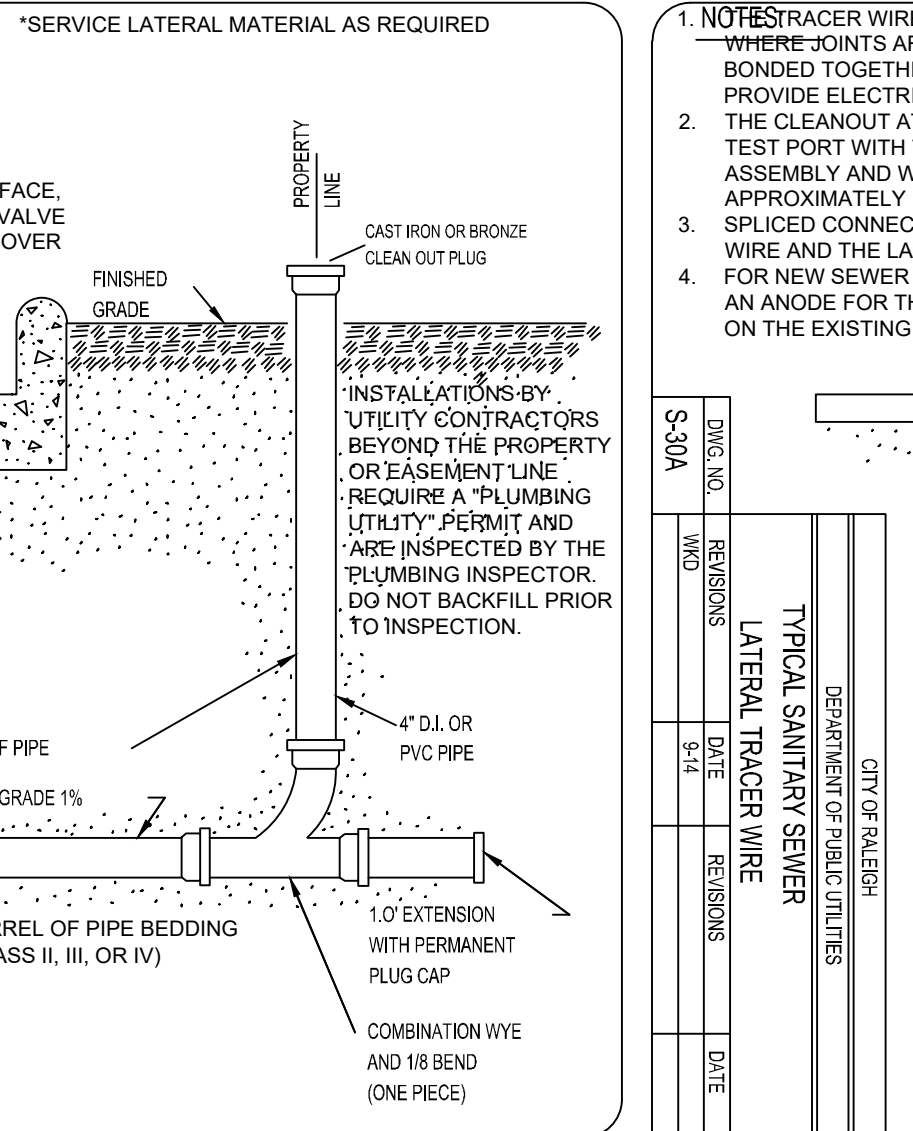 *SERVICE LATERAL MATERIAL AS REQUIRED
PROPERTY
LINE
FACE,
VALVE
OVER
CAST IRON OR BRONZE
CLEAN OUT PLUG
FINISHED
GRADE
INSTALLATIONS BY
UTILITY CONTRACTORS
BEYOND THE PROPERTY
OR EASEMENT LINE
REQUIRE A "PLUMBING
UTILITY" PERMIT AND
ARE INSPECTED BY THE
PLUMBING INSPECTOR.
DO NOT BACKFILL PRIOR
TO INSPECTION.
4" D.I. OR
PVC PIPE
F PIPE
GRADE 1%
RREL OF PIPE BEDDING
ASS II, III, OR IV)
1.0' EXTENSION
WITH PERMANENT
PLUG CAP
COMBINATION WYE
AND 1/8 BEND
(ONE PIECE)
NOTES:
1. THE TRACER WIRE
WHERE JOINTS AR
BONDED TOGETHE
PROVIDE ELECTRI
2. THE CLEANOUT AT
TEST PORT WITH
ASSEMBLY AND W
APPROXIMATELY
3. SPLICED CONNEC
WIRE AND THE LA
4. FOR NEW SEWER
AN ANODE FOR TH
ON THE EXISTING
CITY OF RALEIGH
DEPARTMENT OF PUBLIC UTILITIES
TYPICAL SANITARY SEWER
LATERAL TRACER WIRE
DWG. NO. REVISIONS DATE REVISIONS DATE
S-30A WKD 9-14